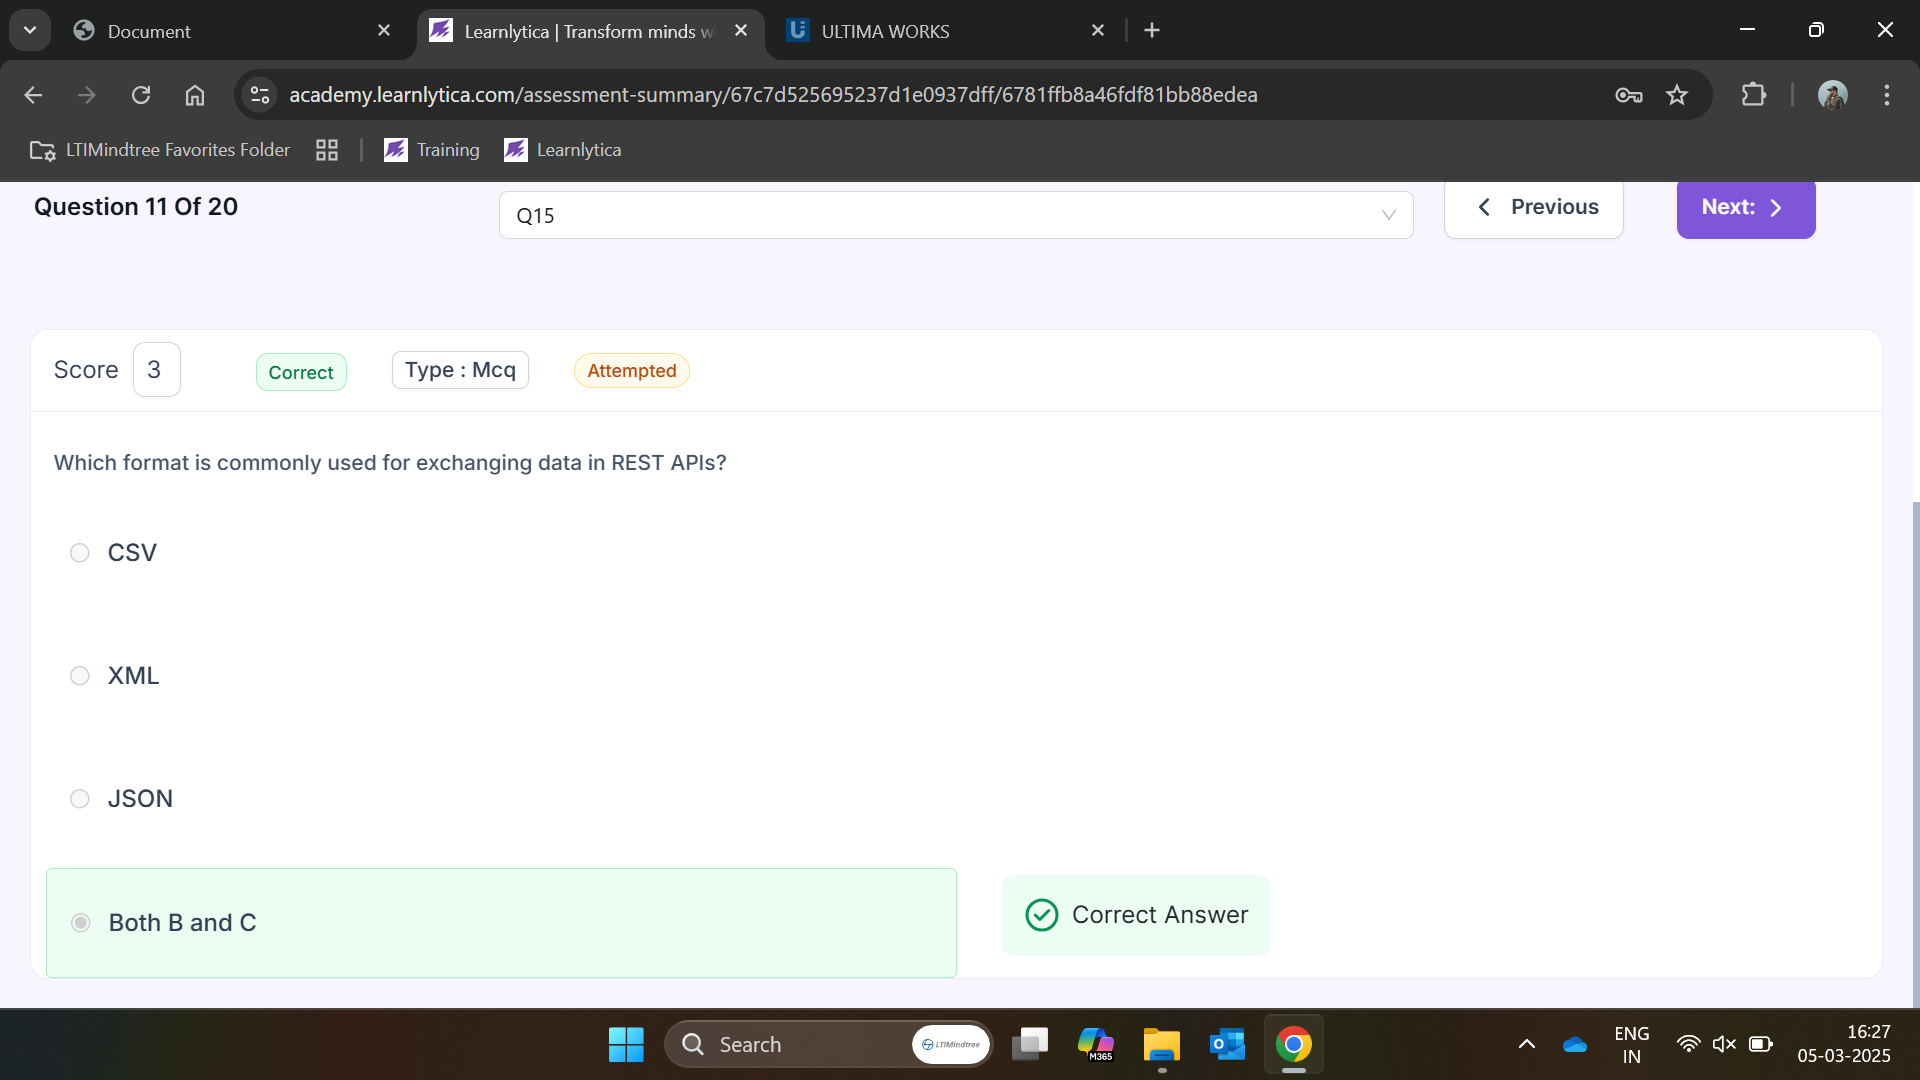 Document
Learnlytica | Transform minds w
ULTIMA WORKS
academy.learnlytica.com/assessment-summary/67c7d525695237d1e0937dff/6781ffb8a46fdf81bb88edea
LTIMindtree Favorites Folder
Training
Learnlytica
Question 11 Of 20
Q15
Previous
Next:
Score 3
Correct
Type : Mcq
Attempted
Which format is commonly used for exchanging data in REST APIs?
CSV
XML
JSON
Both B and C
Correct Answer
Search
LTIMindtree
M365
ENG
IN
16:27
05-03-2025